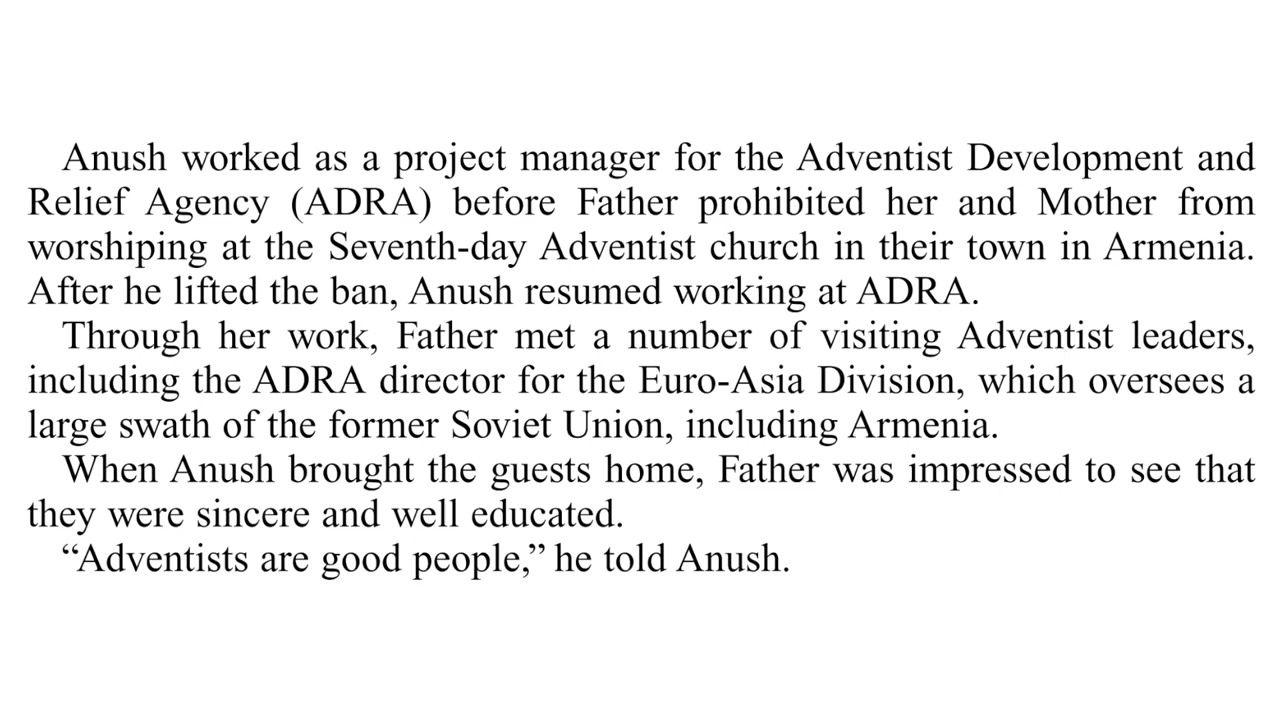 Anush worked as a project manager for the Adventist Development and
Relief Agency (ADRA) before Father prohibited her and Mother from
worshiping at the Seventh-day Adventist church in their town in Armenia.
After he lifted the ban, Anush resumed working at ADRA.
Through her work, Father met a number of visiting Adventist leaders,
including the ADRA director for the Euro-Asia Division, which oversees a
large swath of the former Soviet Union, including Armenia.
When Anush brought the guests home, Father was impressed to see that
they were sincere and well educated.
“Adventists are good people,” he told Anush.